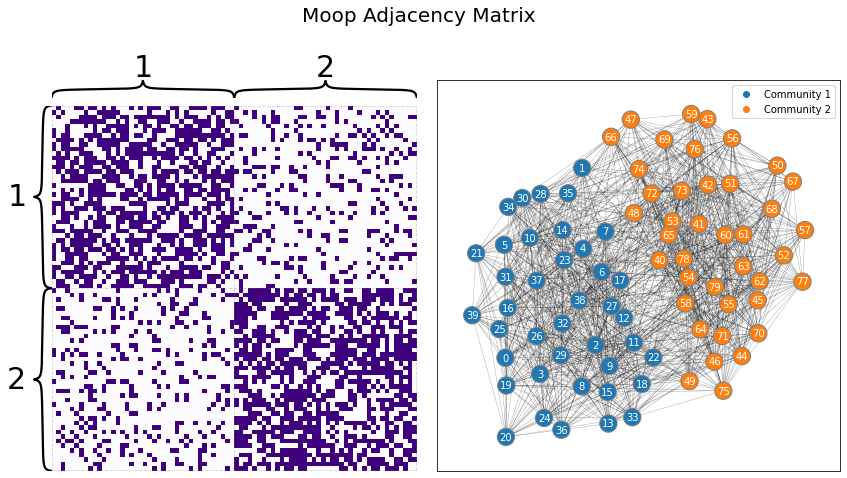 Moop Adjacency Matrix
1 2
1
2
Community 1
Community 2
59
47 43
66 69 56
76
1 74 50
67
73 42 51
28 35 72
30
34 48 68
53 41
14 7 57
10 65 60 61
5 4
21 23 40 78 52
6 63
31 37 17 54 62 77
79
38 58 55 45
16 27
39 12
25 32 64 70
26 11 71
2
0 29 22 44
9 46
3
19 8 18 49
15 75
24 33
36 13
20